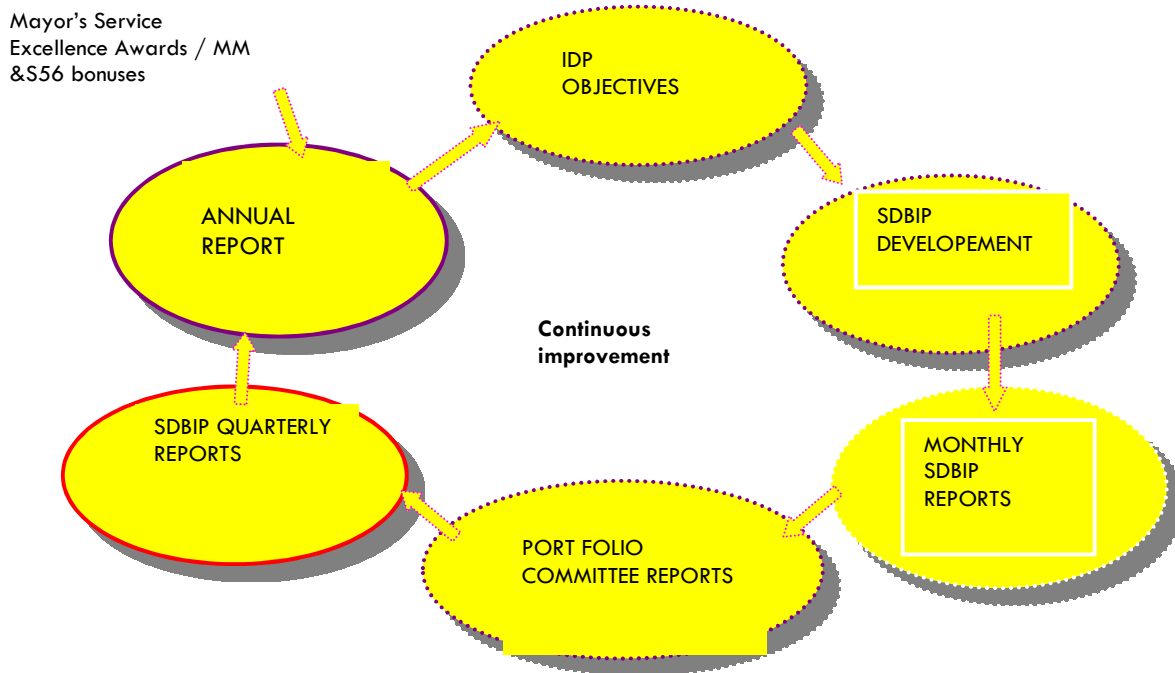 Mayor's Service
Excellence Awards / MM
&S56 bonuses
IDP
OBJECTIVES
ANNUAL
REPORT
SDBIP
DEVELOPEMENT
Continuous
improvement
SDBIP QUARTERLY
REPORTS
MONTHLY
SDBIP
REPORTS
PORT FOLIO
COMMITTEE REPORTS